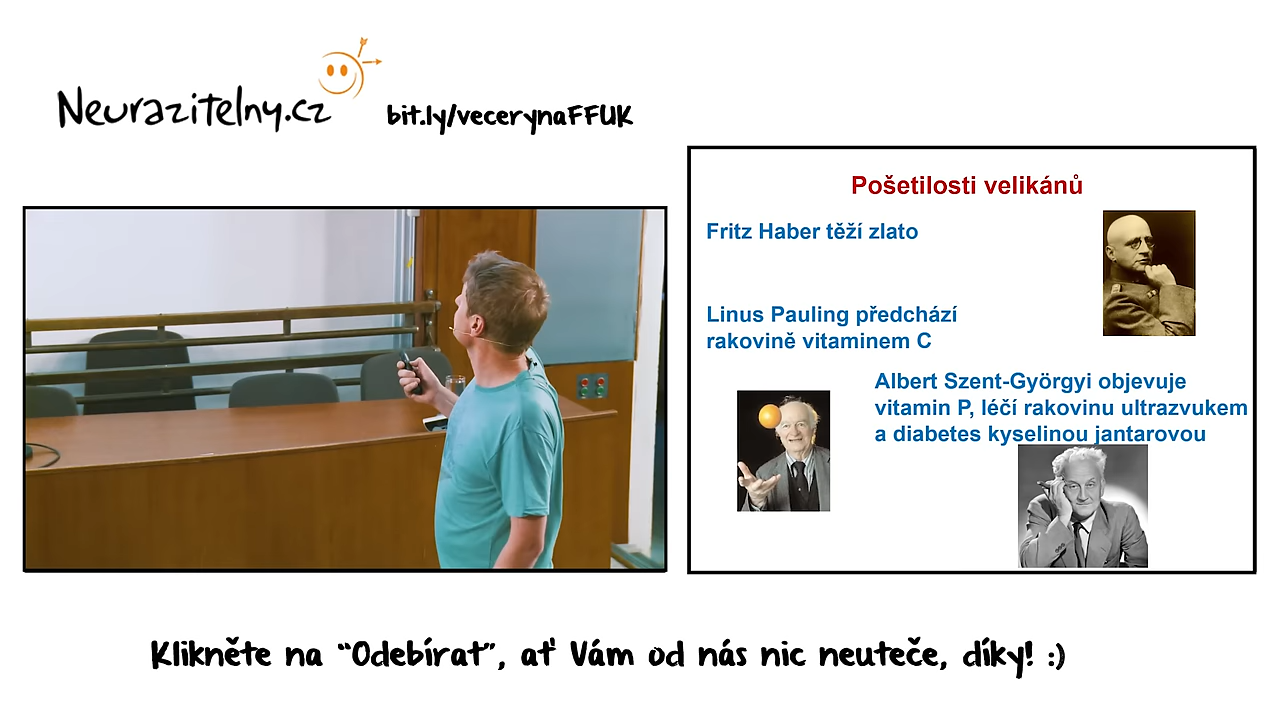 Neurazitelny.cz
bit.ly/vecerynaFFUK
Pošetilosti velikánů
Fritz Haber těží zlato
Linus Pauling předchází
rakovině vitaminem C
Albert Szent-Györgyi objevuje
vitamin P, léčí rakovinu ultrazvukem
a diabetes kyselinou jantarovou
Klikněte na “Odebírat”, ať Vám od nás nic neuteče, díky! :)